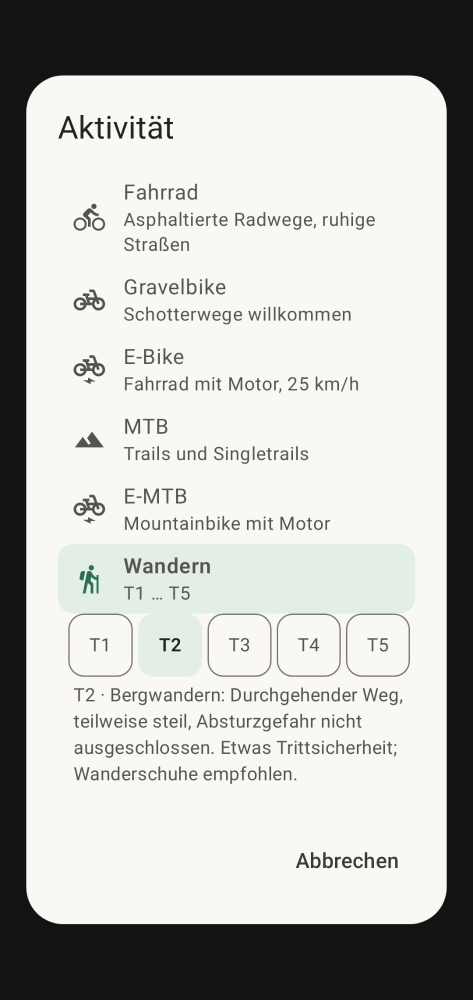 Aktivität
Fahrrad
Asphaltierte Radwege, ruhige
Straßen
Gravelbike
Schotterwege willkommen
E-Bike
Fahrrad mit Motor, 25 km/h
MTB
Trails und Singletrails
E-MTB
Mountainbike mit Motor
Wandern
T1 … T5
T1 T2 T3 T4 T5
T2 · Bergwandern: Durchgehender Weg,
teilweise steil, Absturzgefahr nicht
ausgeschlossen. Etwas Trittsicherheit;
Wanderschuhe empfohlen.
Abbrechen